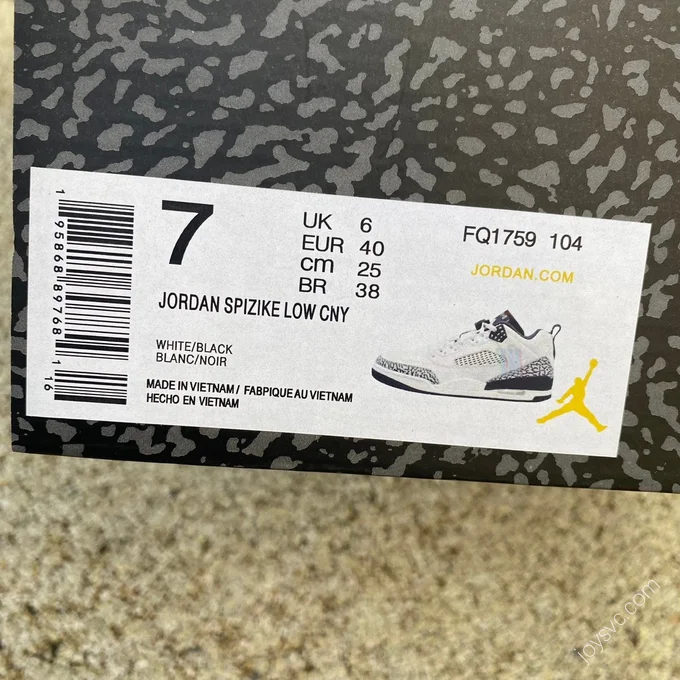 7
UK 6
EUR 40
cm 25
BR 38
FQ1759 104
JORDAN.COM
JORDAN SPIZIKE LOW CNY
WHITE/BLACK
BLANC/NOIR
MADE IN VIETNAM / FABPIQUE AU VIETNAM
HECHO EN VIETNAM
1 95868 89768 1 16
joysvc.com